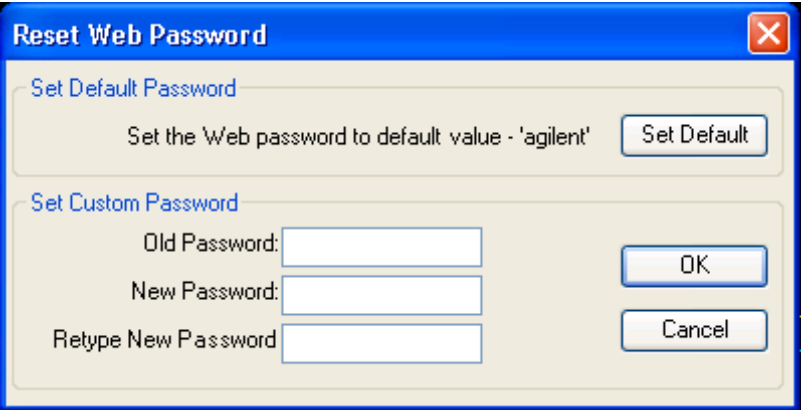 Reset Web Password
Set Default Password
Set the Web password to default value - 'agilent'
Set Default
Set Custom Password
Old Password:
OK
New Password:
Cancel
Retype New Password